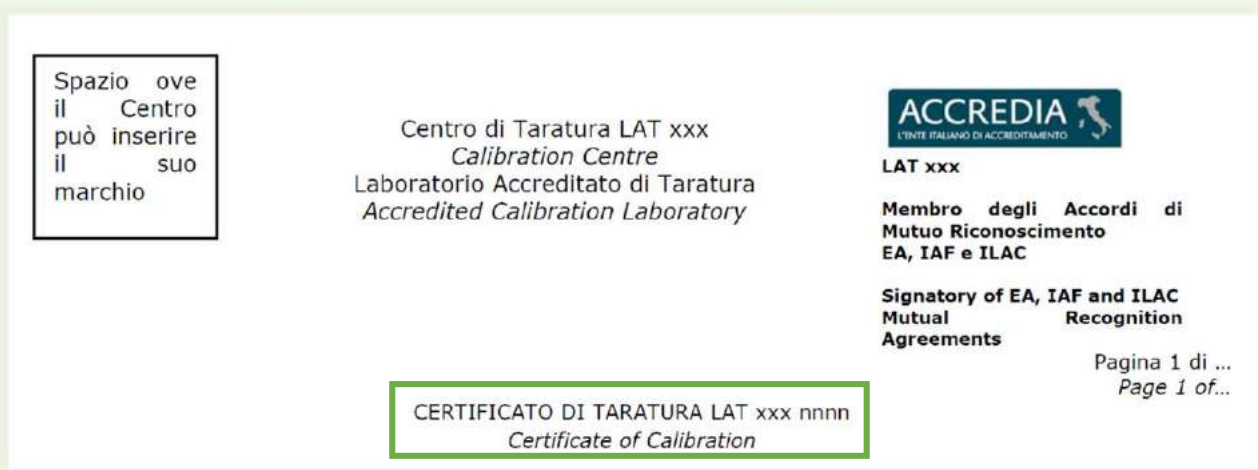 Spazio ove
il Centro
può inserire
il suo
marchio
Centro di Taratura LAT xxx
Calibration Centre
Laboratorio Accreditato di Taratura
Accredited Calibration Laboratory
ACCREDIA
L'ENTE ITALIANO DI ACCREDITAMENTO
LAT xxx
Membro degli Accordi di
Mutuo Riconoscimento
EA, IAF e ILAC
Signatory of EA, IAF and ILAC
Mutual Recognition
Agreements
Pagina 1 di ...
Page 1 of...
CERTIFICATO DI TARATURA LAT xxx nnnn
Certificate of Calibration